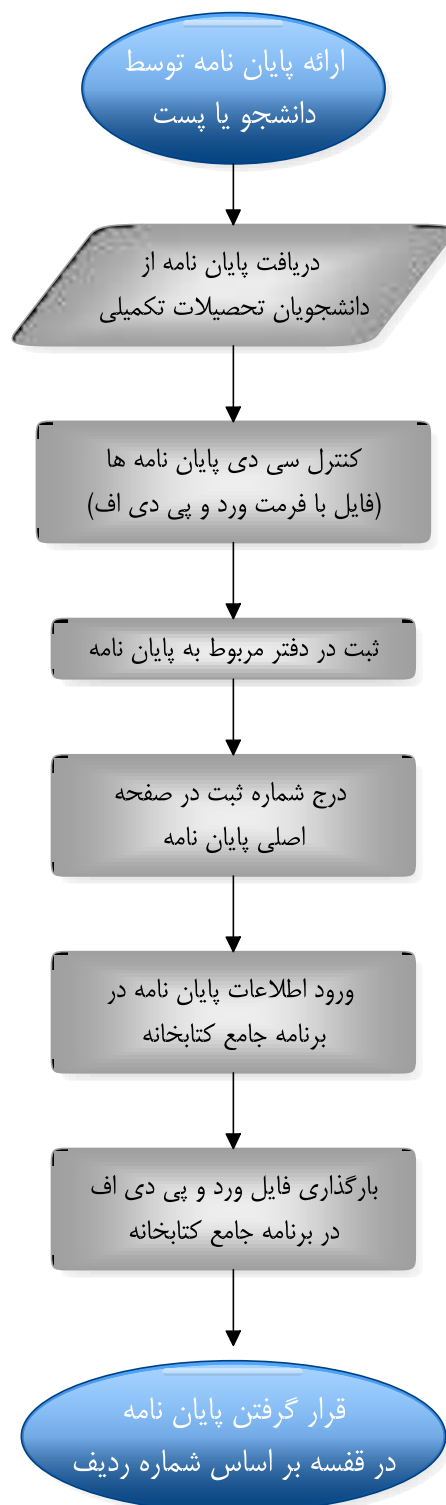 ارائه پایان نامه توسط
دانشجو یا پست
دریافت پایان نامه از
دانشجویان تحصیلات تکمیلی
کنترل سی دی پایان نامه ها
(فایل با فرمت ورد و پی دی اف)
ثبت در دفتر مربوط به پایان نامه
درج شماره ثبت در صفحه
اصلی پایان نامه
ورود اطلاعات پایان نامه در
برنامه جامع کتابخانه
بارگذاری فایل ورد و پی دی اف
در برنامه جامع کتابخانه
قرار گرفتن پایان نامه
در قفسه بر اساس شماره ردیف